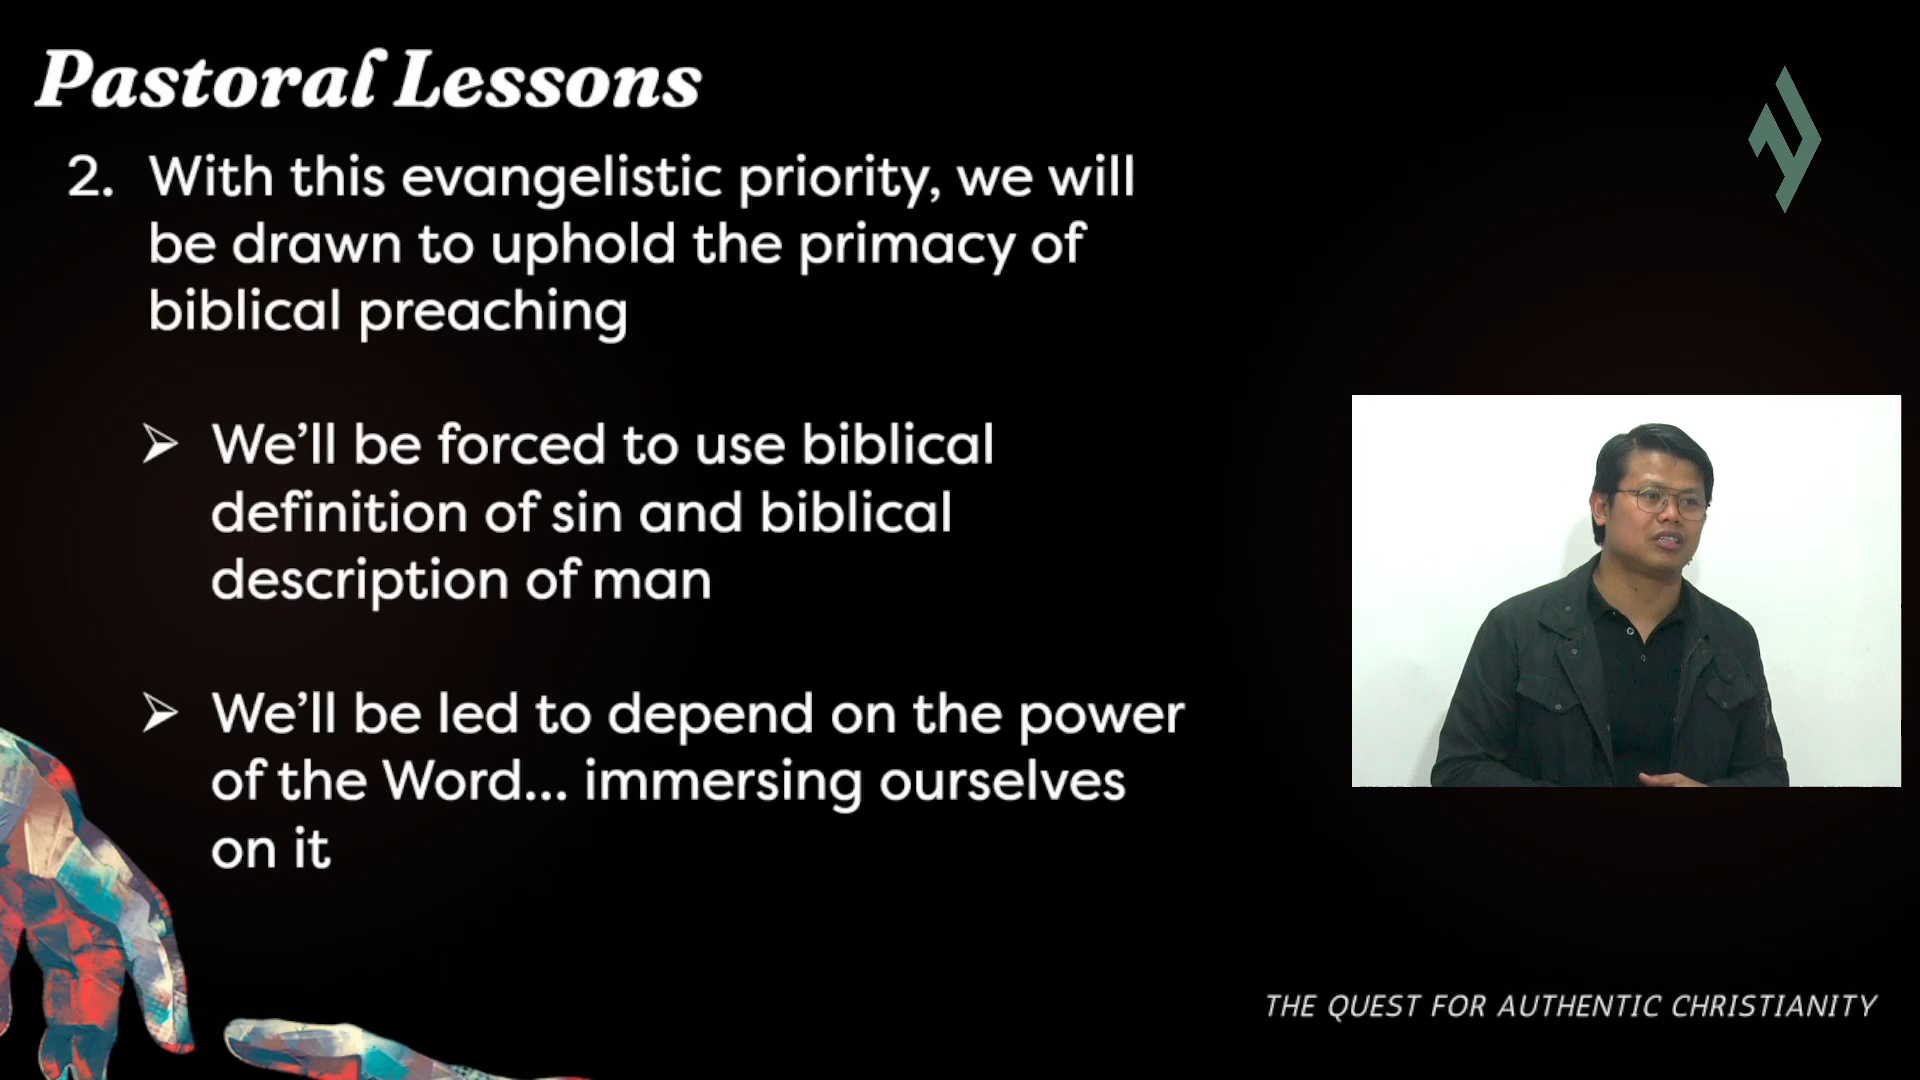 Pastoral Lessons
2. With this evangelistic priority, we will
be drawn to uphold the primacy of
biblical preaching
➢ We’ll be forced to use biblical
definition of sin and biblical
description of man
➢ We’ll be led to depend on the power
of the Word... immersing ourselves
on it
THE QUEST FOR AUTHENTIC CHRISTIANITY